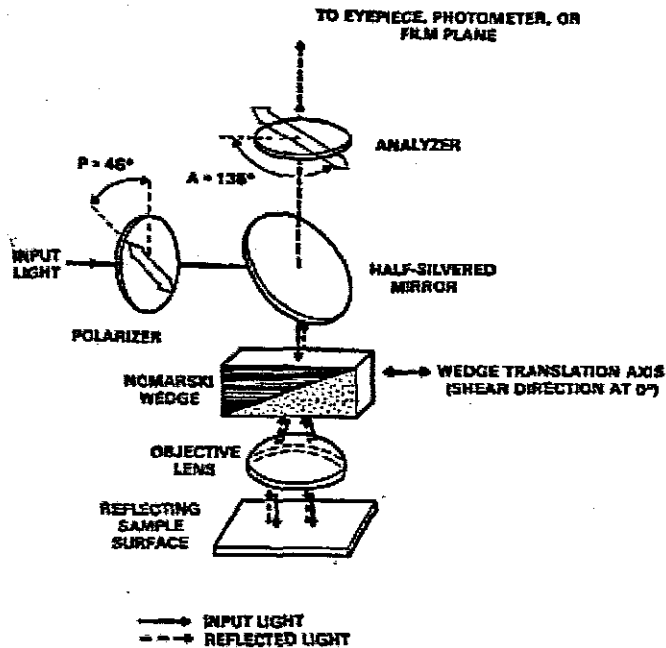 TO EYEPIECE, PHOTOMETER, OR
FILM PLANE
ANALYZER
P = 45°
A = 135°
INPUT
LIGHT
HALF-SILVERED
MIRROR
POLARIZER
NOMARSKI
WEDGE
WEDGE TRANSLATION AXIS
(SHEAR DIRECTION AT 0°)
OBJECTIVE
LENS
REFLECTING
SAMPLE
SURFACE
INPUT LIGHT
REFLECTED LIGHT